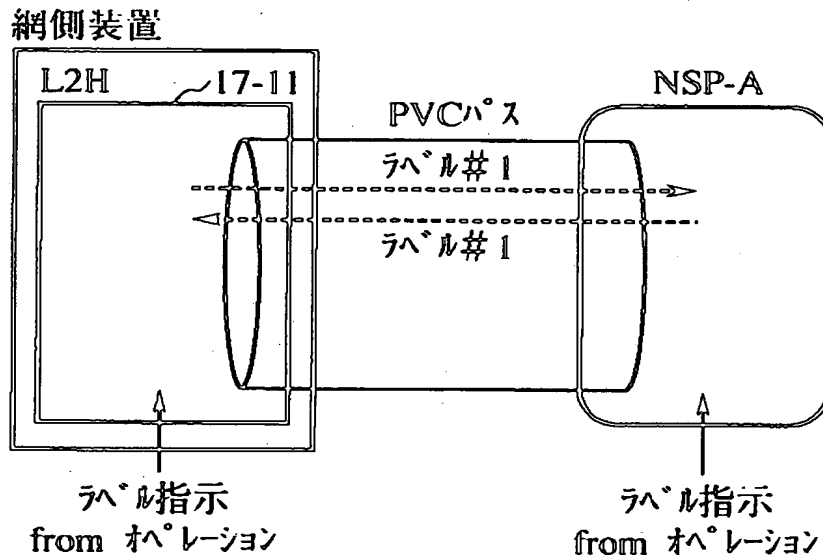 網側装置
L2H
17-11
NSP-A
PVCパス
ラベル#1
ラベル#1
ラベル指示
from オペレーション
ラベル指示
from オペレーション